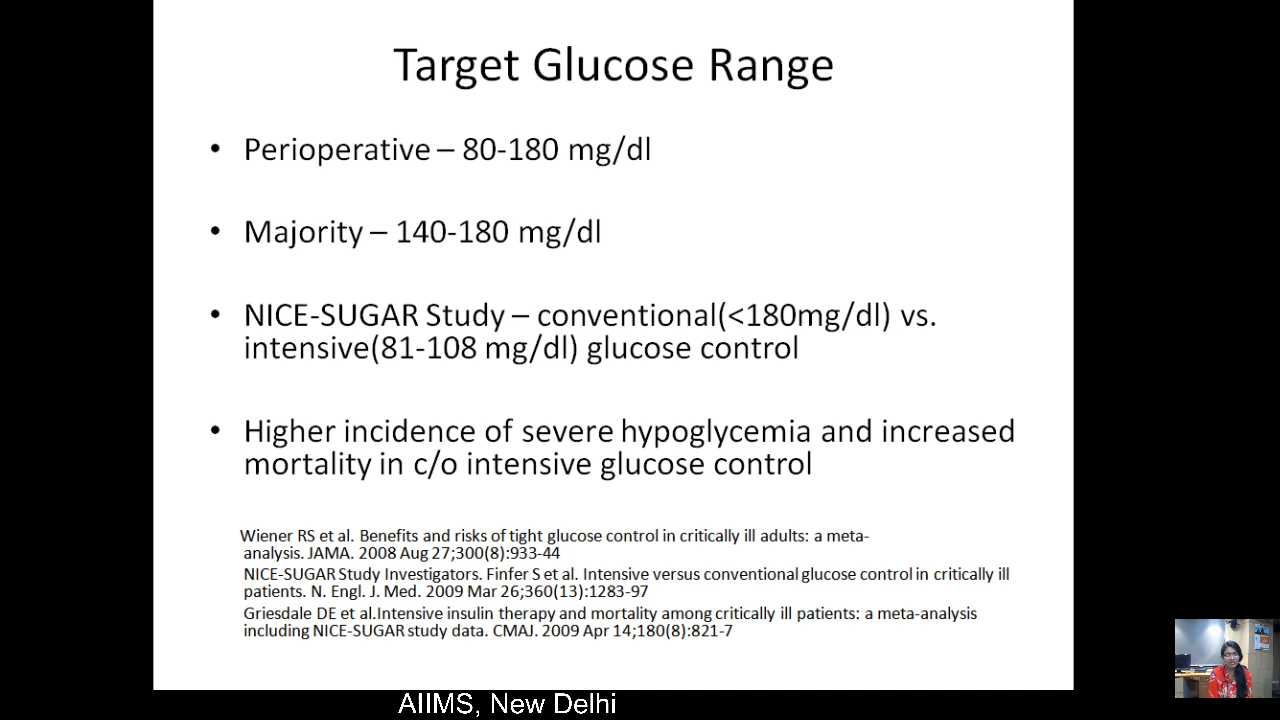 Target Glucose Range
• Perioperative – 80-180 mg/dl
• Majority – 140-180 mg/dl
• NICE-SUGAR Study – conventional(<180mg/dl) vs.
intensive(81-108 mg/dl) glucose control
• Higher incidence of severe hypoglycemia and increased
mortality in c/o intensive glucose control
Wiener RS et al. Benefits and risks of tight glucose control in critically ill adults: a meta-
analysis. JAMA. 2008 Aug 27;300(8):933-44
NICE-SUGAR Study Investigators. Finfer S et al. Intensive versus conventional glucose control in critically ill
patients. N. Engl. J. Med. 2009 Mar 26;360(13):1283-97
Griesdale DE et al.Intensive insulin therapy and mortality among critically ill patients: a meta-analysis
including NICE-SUGAR study data. CMAJ. 2009 Apr 14;180(8):821-7
AIIMS, New Delhi